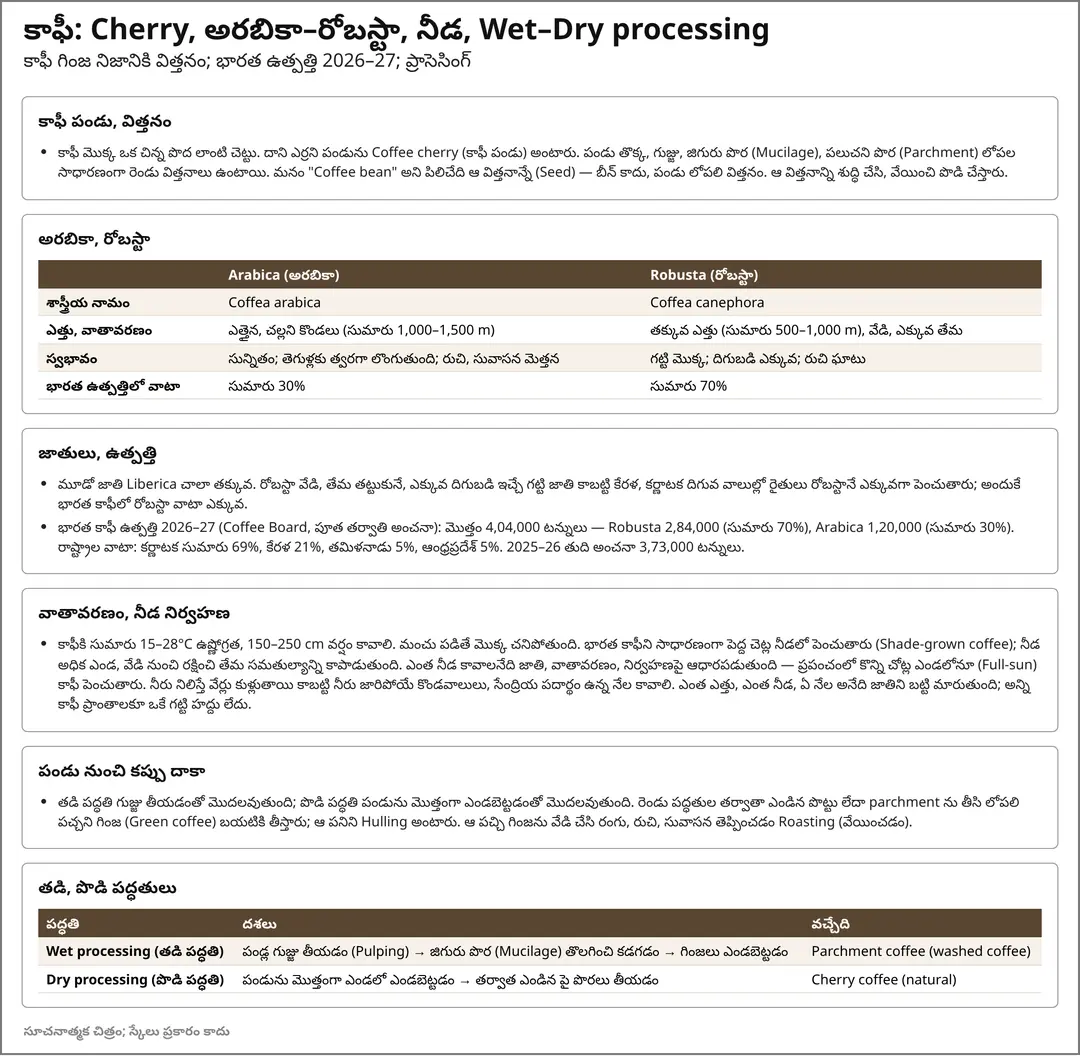 కాఫీ: Cherry, అరబికా–రోబస్టా, నీడ, Wet–Dry processing
కాఫీ గింజ నిజానికి విత్తనం; భారత ఉత్పత్తి 2026–27; ప్రాసెసింగ్
కాఫీ పండు, విత్తనం
• కాఫీ మొక్క ఒక చిన్న పొద లాంటి చెట్టు. దాని ఎర్రని పండును Coffee cherry (కాఫీ పండు) అంటారు. పండు తొక్క, గుజ్జు, జిగురు పొర (Mucilage), పలుచని పొర (Parchment) లోపల
సాధారణంగా రెండు విత్తనాలు ఉంటాయి. మనం "Coffee bean" అని పిలిచేది ఆ విత్తనాన్నే (Seed) — బీన్ కాదు, పండు లోపలి విత్తనం. ఆ విత్తనాన్ని శుద్ధి చేసి, వేయించి పొడి చేస్తారు.
అరబికా, రోబస్టా
Arabica (అరబికా) Robusta (రోబస్టా)
శాస్త్రీయ నామం Coffea arabica Coffea canephora
ఎత్తు, వాతావరణం ఎత్తైన, చల్లని కొండలు (సుమారు 1,000–1,500 m) తక్కువ ఎత్తు (సుమారు 500–1,000 m), వేడి, ఎక్కువ తేమ
స్వభావం సున్నితం; తెగుళ్లకు త్వరగా లొంగుతుంది; రుచి, సువాసన మెత్తన గట్టి మొక్క; దిగుబడి ఎక్కువ; రుచి ఘాటు
భారత ఉత్పత్తిలో వాటా సుమారు 30% సుమారు 70%
జాతులు, ఉత్పత్తి
• మూడో జాతి Liberica చాలా తక్కువ. రోబస్టా వేడి, తేమ తట్టుకునే, ఎక్కువ దిగుబడి ఇచ్చే గట్టి జాతి కాబట్టి కేరళ, కర్ణాటక దిగువ వాలుల్లో రైతులు రోబస్టానే ఎక్కువగా పెంచుతారు; అందుకే
భారత కాఫీలో రోబస్టా వాటా ఎక్కువ.
• భారత కాఫీ ఉత్పత్తి 2026–27 (Coffee Board, పూత తర్వాతి అంచనా): మొత్తం 4,04,000 టన్నులు — Robusta 2,84,000 (సుమారు 70%), Arabica 1,20,000 (సుమారు 30%).
రాష్ట్రాల వాటా: కర్ణాటక సుమారు 69%, కేరళ 21%, తమిళనాడు 5%, ఆంధ్రప్రదేశ్ 5%. 2025–26 తుది అంచనా 3,73,000 టన్నులు.
వాతావరణం, నీడ నిర్వహణ
• కాఫీకి సుమారు 15–28°C ఉష్ణోగ్రత, 150–250 cm వర్షం కావాలి. మంచు పడితే మొక్క చనిపోతుంది. భారత కాఫీని సాధారణంగా పెద్ద చెట్ల నీడలో పెంచుతారు (Shade-grown coffee); నీడ
అధిక ఎండ, వేడి నుంచి రక్షించి తేమ సమతుల్యాన్ని కాపాడుతుంది. ఎంత నీడ కావాలనేది జాతి, వాతావరణం, నిర్వహణపై ఆధారపడుతుంది — ప్రపంచంలో కొన్ని చోట్ల ఎండలోనూ (Full-sun)
కాఫీ పెంచుతారు. నీరు నిలిస్తే వేర్లు కుళ్లుతాయి కాబట్టి నీరు జారిపోయే కొండవాలులు, సేంద్రియ పదార్థం ఉన్న నేల కావాలి. ఎంత ఎత్తు, ఎంత నీడ, ఏ నేల అనేది జాతిని బట్టి మారుతుంది; అన్ని
కాఫీ ప్రాంతాలకూ ఒకే గట్టి హద్దు లేదు.
పండు నుంచి కప్పు దాకా
• తడి పద్ధతి గుజ్జు తీయడంతో మొదలవుతుంది; పొడి పద్ధతి పండును మొత్తంగా ఎండబెట్టడంతో మొదలవుతుంది. రెండు పద్ధతుల తర్వాతా ఎండిన పొట్టు లేదా parchment ను తీసి లోపలి
పచ్చని గింజ (Green coffee) బయటికి తీస్తారు; ఆ పనిని Hulling అంటారు. ఆ పచ్చి గింజను వేడి చేసి రంగు, రుచి, సువాసన తెప్పించడం Roasting (వేయించడం).
తడి, పొడి పద్ధతులు
పద్ధతి దశలు వచ్చేది
Wet processing (తడి పద్ధతి) పండ్ల గుజ్జు తీయడం (Pulping) → జిగురు పొర (Mucilage) తొలగించి కడగడం → గింజలు ఎండబెట్టడం Parchment coffee (washed coffee)
Dry processing (పొడి పద్ధతి) పండును మొత్తంగా ఎండలో ఎండబెట్టడం → తర్వాత ఎండిన పై పొరలు తీయడం Cherry coffee (natural)
సూచనాత్మక చిత్రం; స్కేలు ప్రకారం కాదు